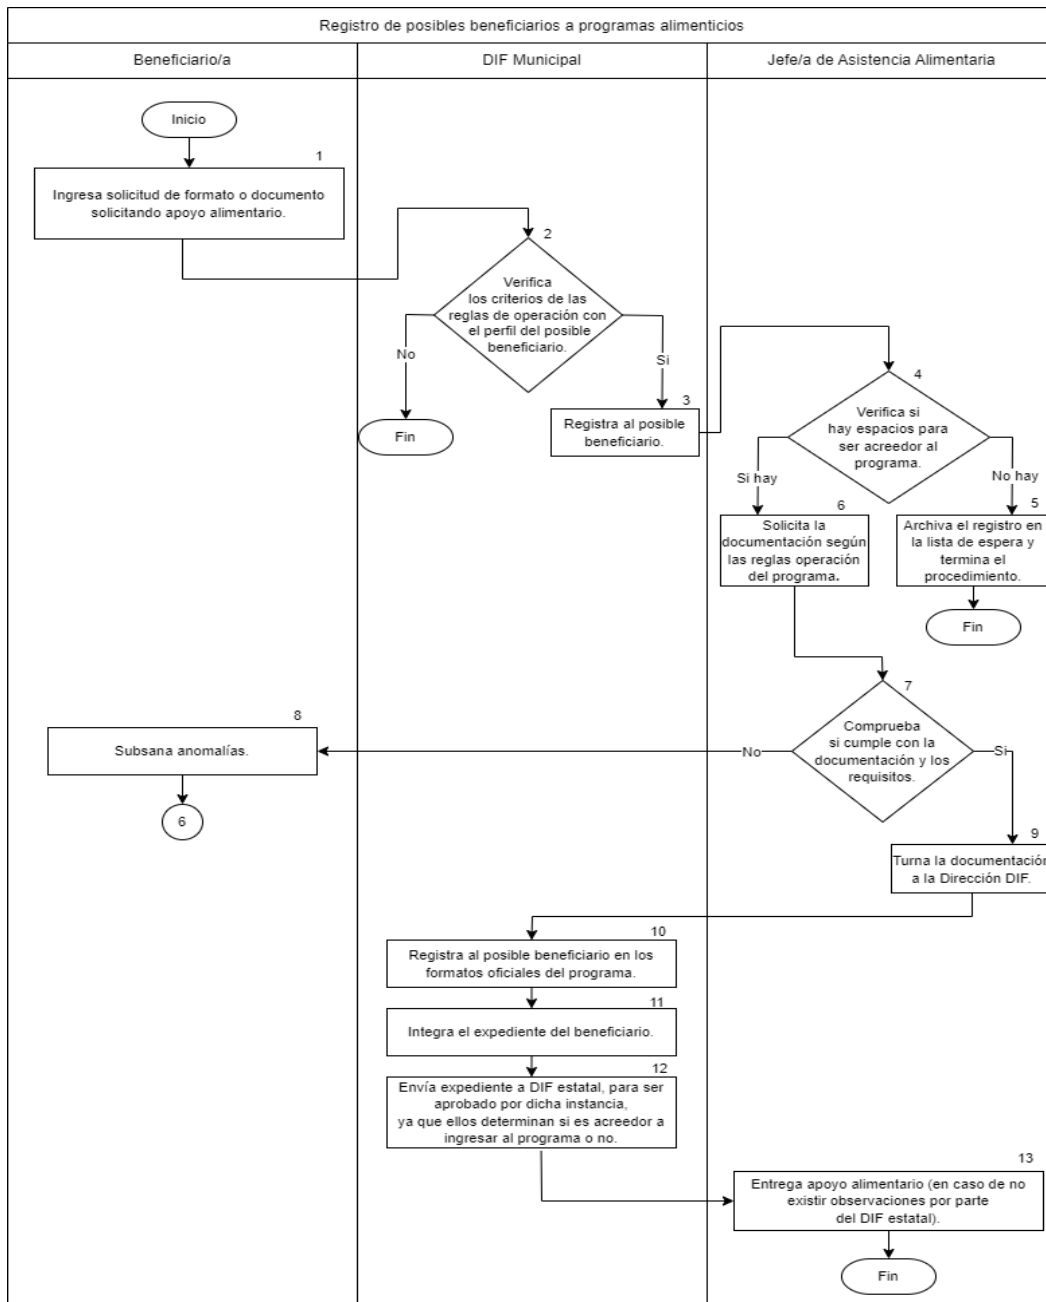 Registro de posibles beneficiarios a programas alimenticios
Beneficiario/a
DIF Municipal
Jefe/a de Asistencia Alimentaria
Inicio
1
Ingresa solicitud de formato o documento
solicitando apoyo alimentario.
2
Verifica
los criterios de las
reglas de operación con
el perfil del posible
beneficiario.
No
Si
Fin
3
Registra al posible
beneficiario.
4
Verifica si
hay espacios para
ser acreedor al
programa.
Si hay
No hay
6
Solicita la
documentación según
las reglas operación
del programa.
5
Archiva el registro en
la lista de espera y
termina el
procedimiento.
Fin
7
Comprueba
si cumple con la
documentación y los
requisitos.
No
Si
8
Subsana anomalías.
6
9
Turna la documentación
a la Dirección DIF.
10
Registra al posible beneficiario en los
formatos oficiales del programa.
11
Integra el expediente del beneficiario.
12
Envía expediente a DIF estatal, para ser
aprobado por dicha instancia,
ya que ellos determinan si es acreedor a
ingresar al programa o no.
13
Entrega apoyo alimentario (en caso de no
existir observaciones por parte
del DIF estatal).
Fin